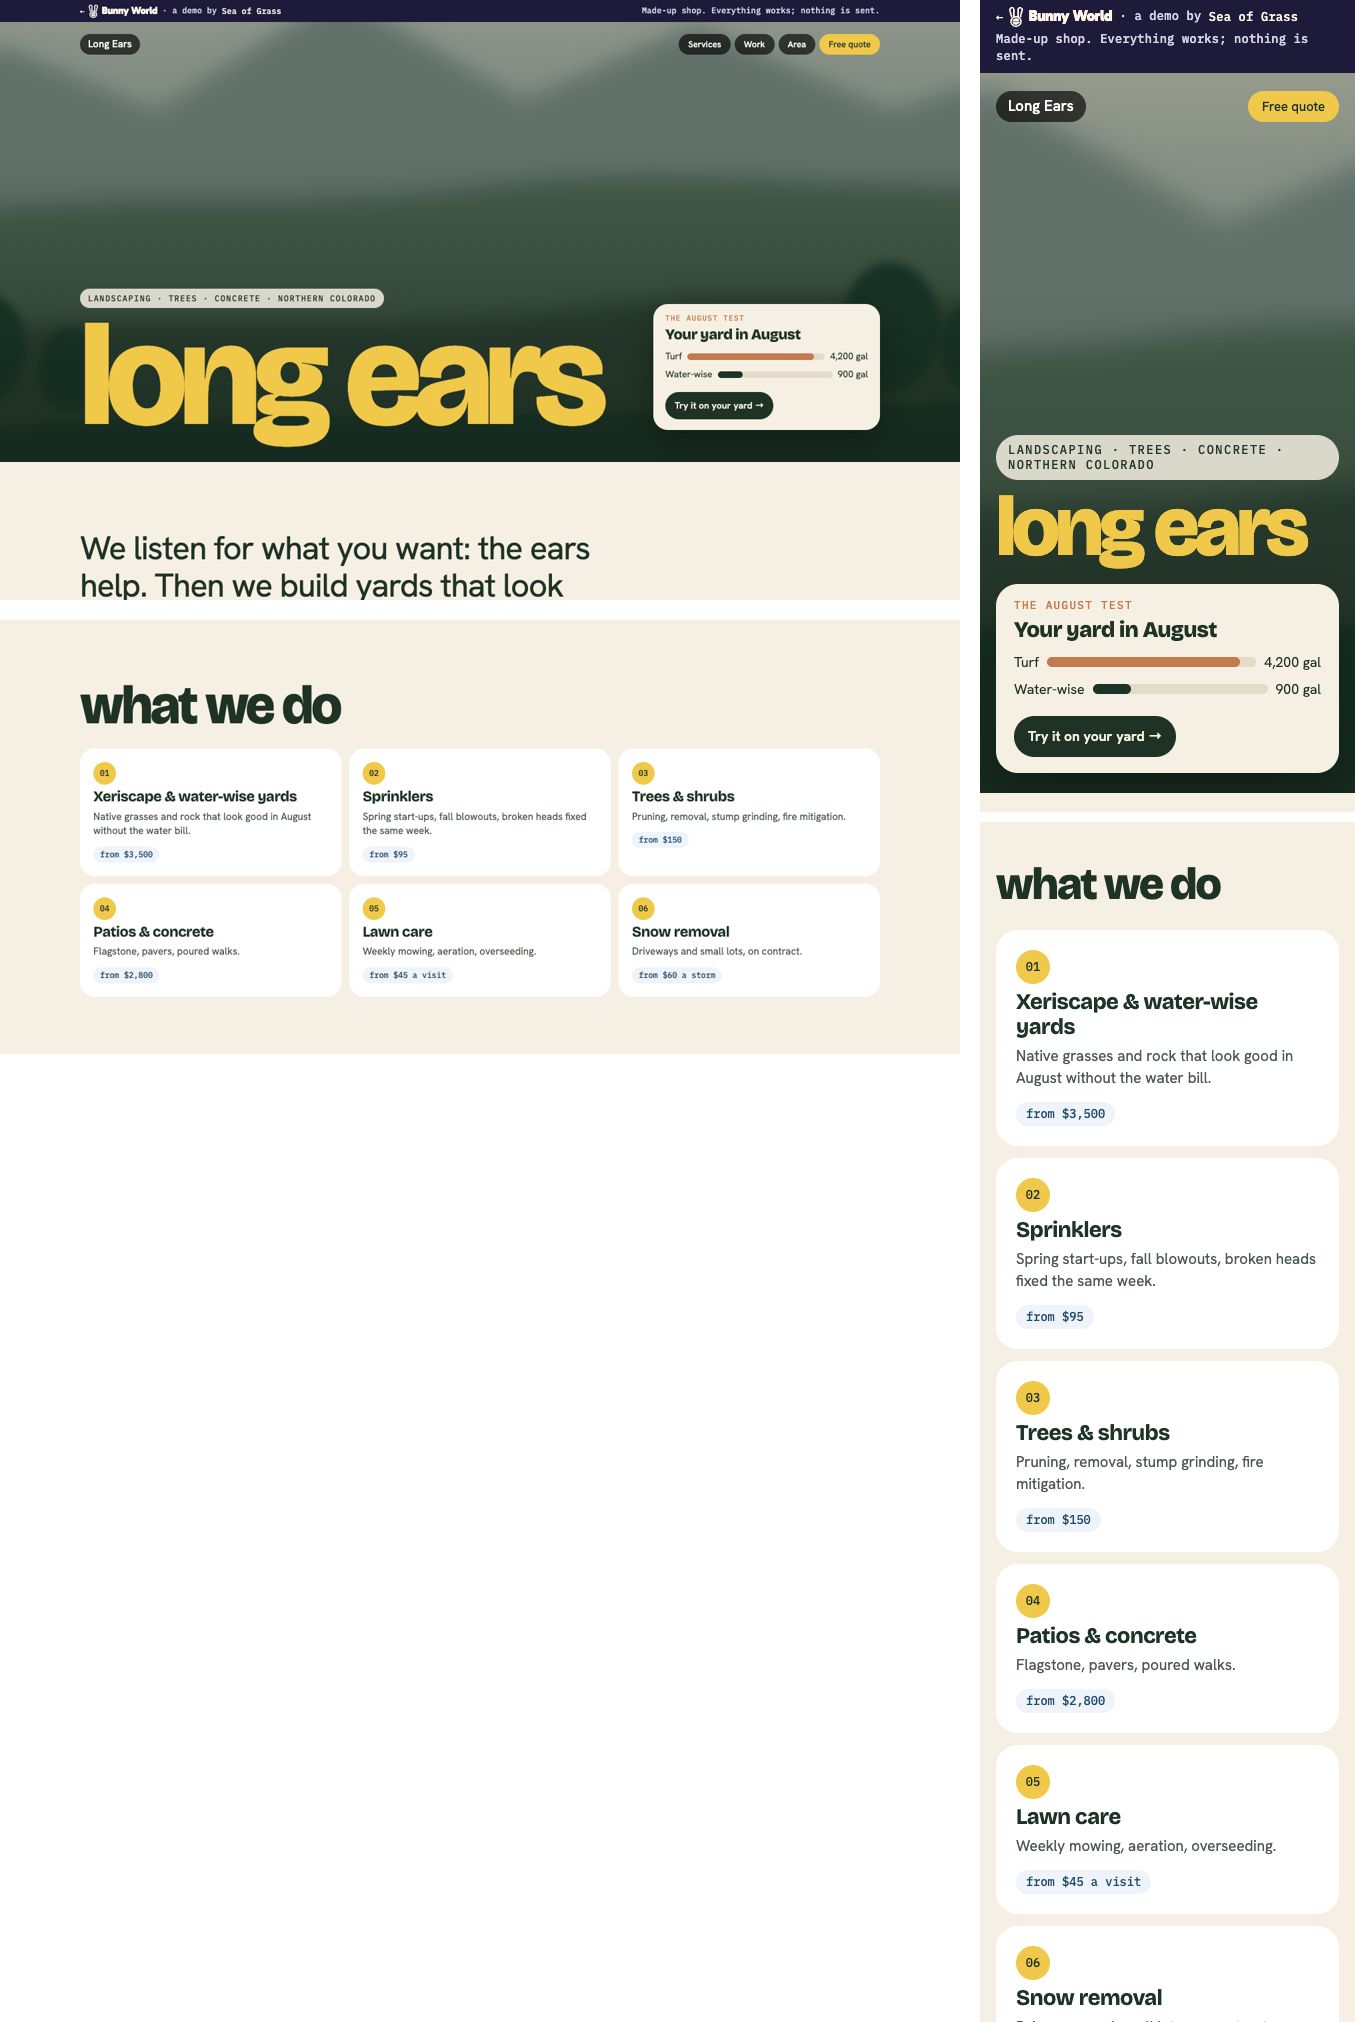 ← Bunny World · a demo by Sea of Grass
Made-up shop. Everything works; nothing is sent.
Long Ears
Services
Work
Area
Free quote
LANDSCAPING · TREES · CONCRETE · NORTHERN COLORADO
long ears
THE AUGUST TEST
Your yard in August
Turf 4,200 gal
Water-wise 900 gal
Try it on your yard →
We listen for what you want: the ears
help. Then we build yards that look
what we do
01
Xeriscape & water-wise yards
Native grasses and rock that look good in August
without the water bill.
from $3,500
02
Sprinklers
Spring start-ups, fall blowouts, broken heads fixed
the same week.
from $95
03
Trees & shrubs
Pruning, removal, stump grinding, fire mitigation.
from $150
04
Patios & concrete
Flagstone, pavers, poured walks.
from $2,800
05
Lawn care
Weekly mowing, aeration, overseeding.
from $45 a visit
06
Snow removal
Driveways and small lots, on contract.
from $60 a storm
← Bunny World · a demo by Sea of Grass
Made-up shop. Everything works; nothing is
sent.
Long Ears
Free quote
LANDSCAPING · TREES · CONCRETE ·
NORTHERN COLORADO
long ears
THE AUGUST TEST
Your yard in August
Turf 4,200 gal
Water-wise 900 gal
Try it on your yard →
what we do
01
Xeriscape & water-wise
yards
Native grasses and rock that look good in
August without the water bill.
from $3,500
02
Sprinklers
Spring start-ups, fall blowouts, broken heads
fixed the same week.
from $95
03
Trees & shrubs
Pruning, removal, stump grinding, fire
mitigation.
from $150
04
Patios & concrete
Flagstone, pavers, poured walks.
from $2,800
05
Lawn care
Weekly mowing, aeration, overseeding.
from $45 a visit
06
Snow removal